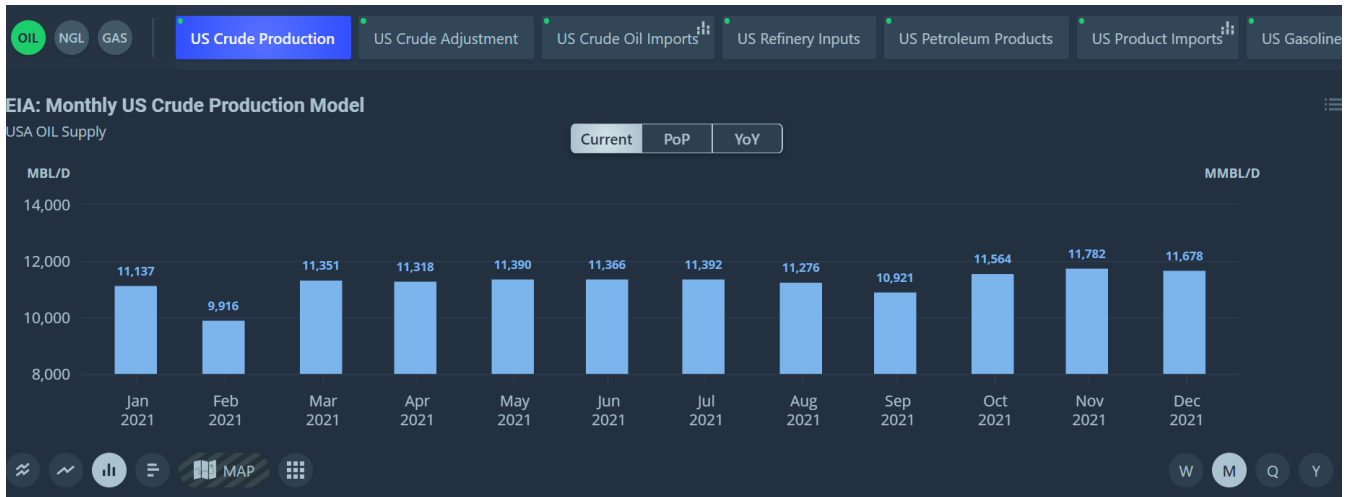 OIL NGL GAS US Crude Production US Crude Adjustment US Crude Oil Imports US Refinery Inputs US Petroleum Products US Product Imports US Gasoline
EIA: Monthly US Crude Production Model
USA OIL Supply
Current PoP YoY
MBL/D MMBL/D
14,000
12,000
10,000
8,000
11,137 9,916 11,351 11,318 11,390 11,366 11,392 11,276 10,921 11,564 11,782 11,678
Jan Feb Mar Apr May Jun Jul Aug Sep Oct Nov Dec
2021 2021 2021 2021 2021 2021 2021 2021 2021 2021 2021 2021
MAP W M Q Y